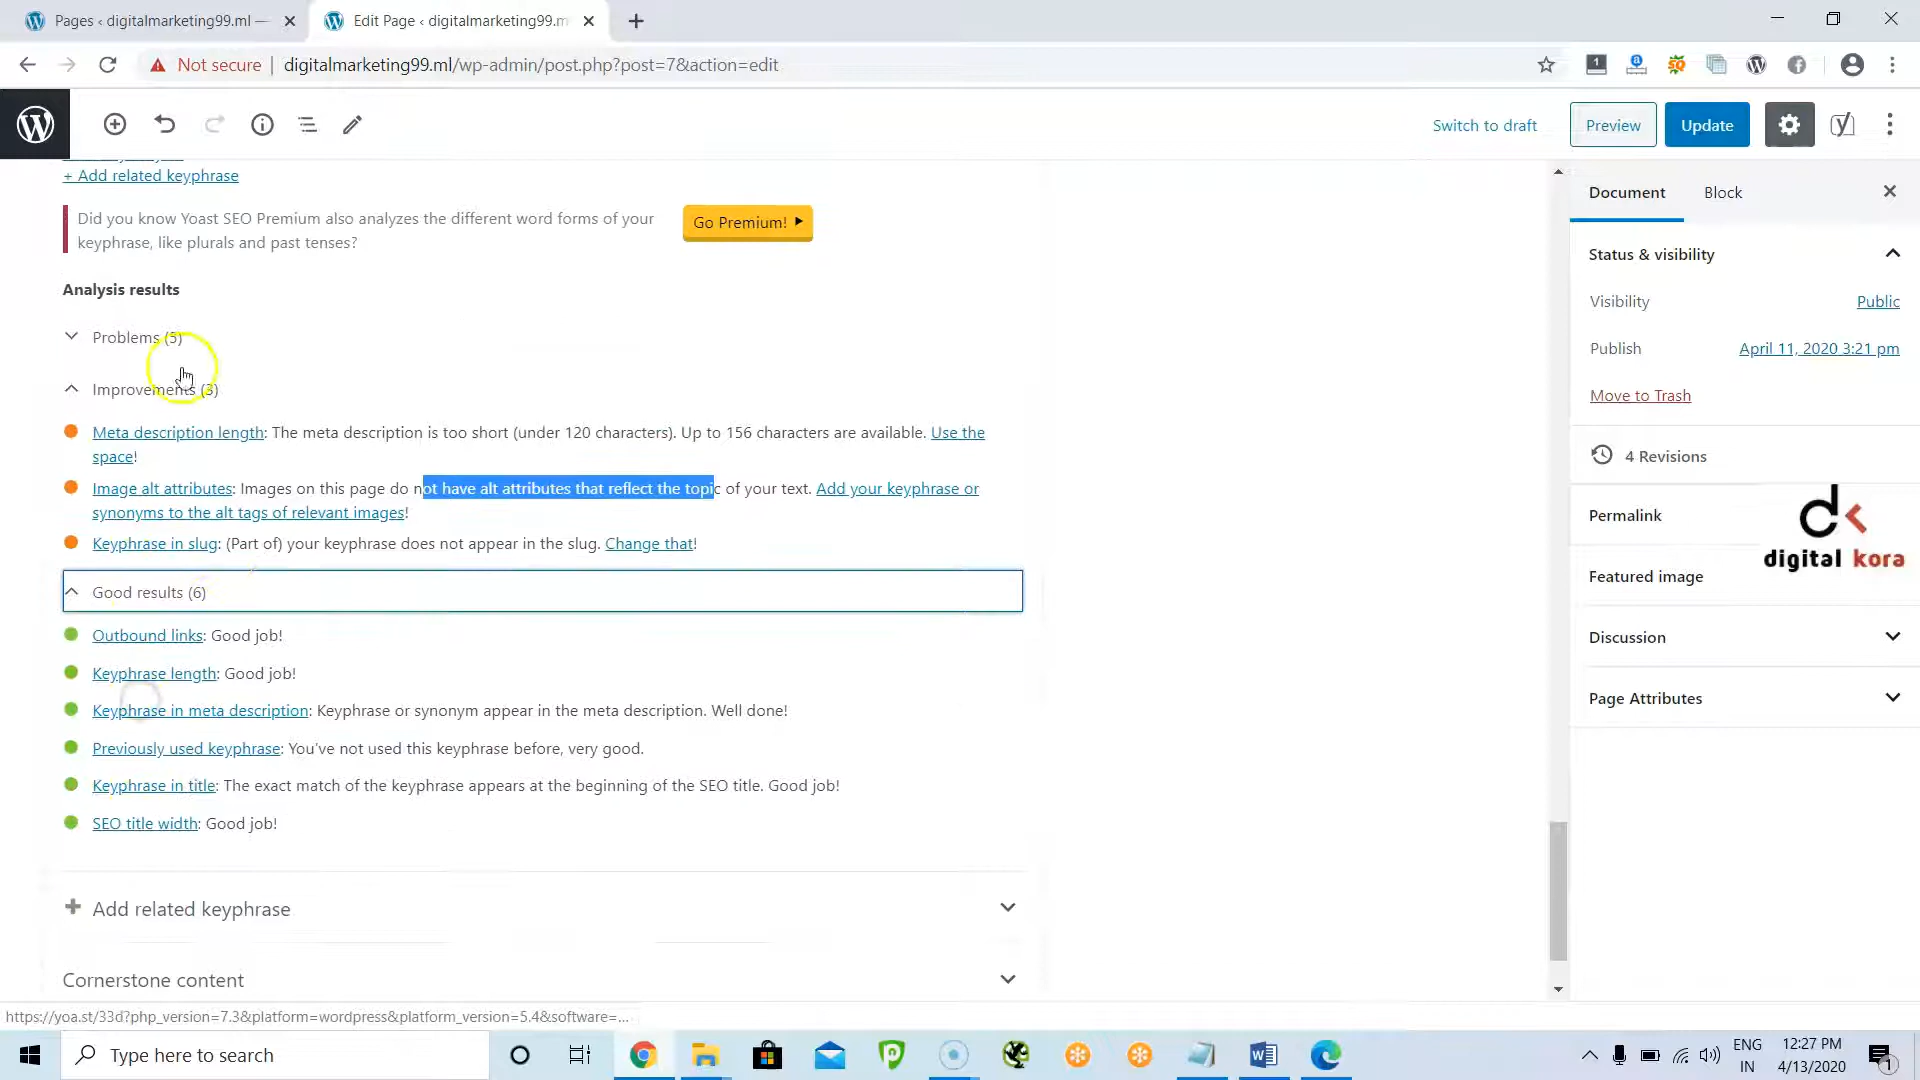 Pages ‹ digitalmarketing99.ml —
Edit Page ‹ digitalmarketing99.m
Not secure
digitalmarketing99.ml/wp-admin/post.php?post=7&action=edit
Switch to draft
Preview
Update
+ Add related keyphrase
Did you know Yoast SEO Premium also analyzes the different word forms of your
keyphrase, like plurals and past tenses?
Go Premium!
Analysis results
Problems (5)
Improvements (3)
Meta description length: The meta description is too short (under 120 characters). Up to 156 characters are available. Use the
space!
Image alt attributes: Images on this page do not have alt attributes that reflect the topic of your text. Add your keyphrase or
synonyms to the alt tags of relevant images!
Keyphrase in slug: (Part of) your keyphrase does not appear in the slug. Change that!
Good results (6)
Outbound links: Good job!
Keyphrase length: Good job!
Keyphrase in meta description: Keyphrase or synonym appear in the meta description. Well done!
Previously used keyphrase: You've not used this keyphrase before, very good.
Keyphrase in title: The exact match of the keyphrase appears at the beginning of the SEO title. Good job!
SEO title width: Good job!
Add related keyphrase
Cornerstone content
Document
Block
Status & visibility
Visibility
Public
Publish
April 11, 2020 3:21 pm
Move to Trash
4 Revisions
Permalink
digital kora
Featured image
Discussion
Page Attributes
https://yoa.st/33d?php_version=7.3&platform=wordpress&platform_version=5.4&software=...
Type here to search
ENG
IN
12:27 PM
4/13/2020
1